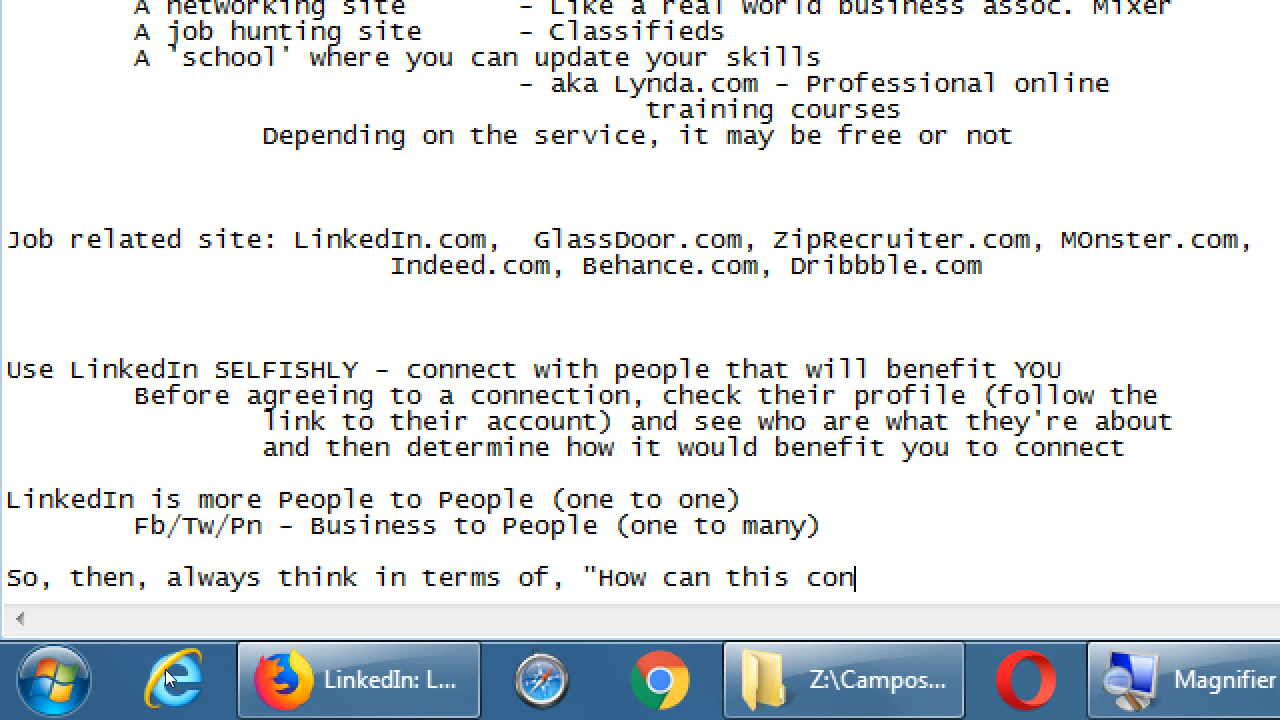 A networking site - Like a real world business assoc. Mixer
A job hunting site - Classifieds
A 'school' where you can update your skills
- aka Lynda.com - Professional online
training courses
Depending on the service, it may be free or not
Job related site: LinkedIn.com, GlassDoor.com, ZipRecruiter.com, MOnster.com,
Indeed.com, Behance.com, Dribbble.com
Use LinkedIn SELFISHLY - connect with people that will benefit YOU
Before agreeing to a connection, check their profile (follow the
link to their account) and see who are what they're about
and then determine how it would benefit you to connect
LinkedIn is more People to People (one to one)
Fb/Tw/Pn - Business to People (one to many)
So, then, always think in terms of, "How can this con
LinkedIn: L... Z:\Campos... Magnifier